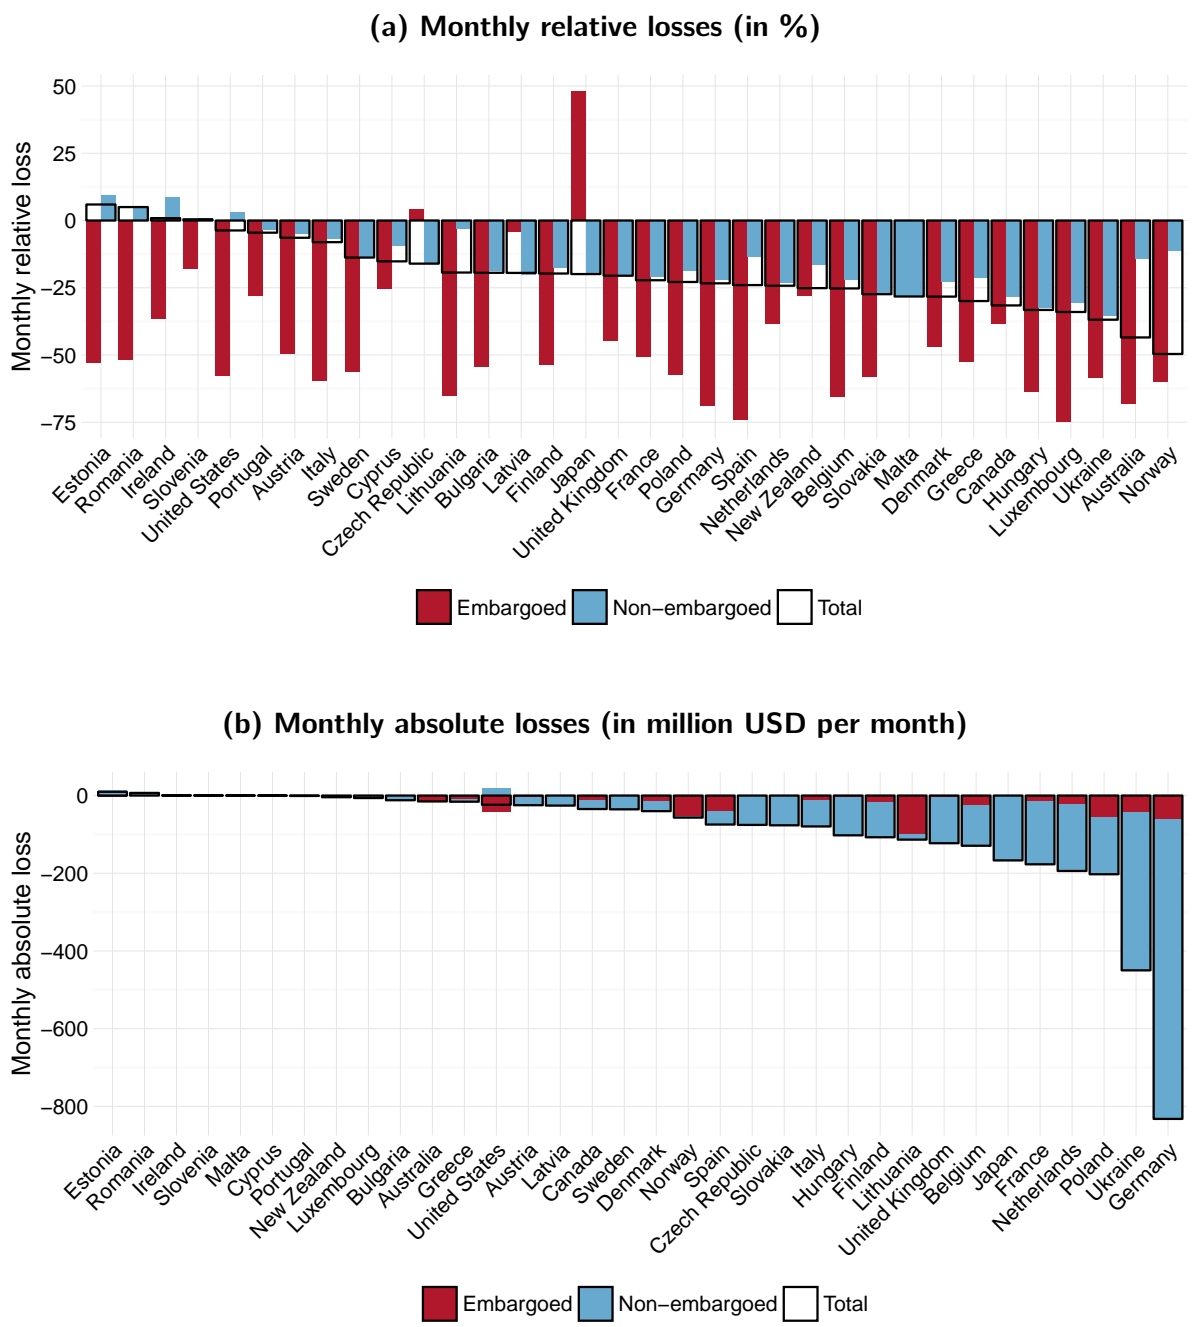 (a) Monthly relative losses (in %)
Monthly relative loss
50
25
0
−25
−50
−75
Estonia
Romania
Ireland
Slovenia
United States
Portugal
Austria
Italy
Sweden
Cyprus
Czech Republic
Lithuania
Bulgaria
Latvia
Finland
Japan
United Kingdom
France
Poland
Germany
Spain
Netherlands
New Zealand
Belgium
Slovakia
Malta
Denmark
Greece
Canada
Hungary
Luxembourg
Ukraine
Australia
Norway
Embargoed Non−embargoed Total
(b) Monthly absolute losses (in million USD per month)
Monthly absolute loss
0
−200
−400
−600
−800
Estonia
Romania
Ireland
Slovenia
Malta
Cyprus
Portugal
New Zealand
Luxembourg
Bulgaria
Australia
Greece
United States
Austria
Latvia
Canada
Sweden
Denmark
Norway
Spain
Czech Republic
Slovakia
Italy
Hungary
Finland
Lithuania
United Kingdom
Belgium
Japan
France
Netherlands
Poland
Ukraine
Germany
Embargoed Non−embargoed Total